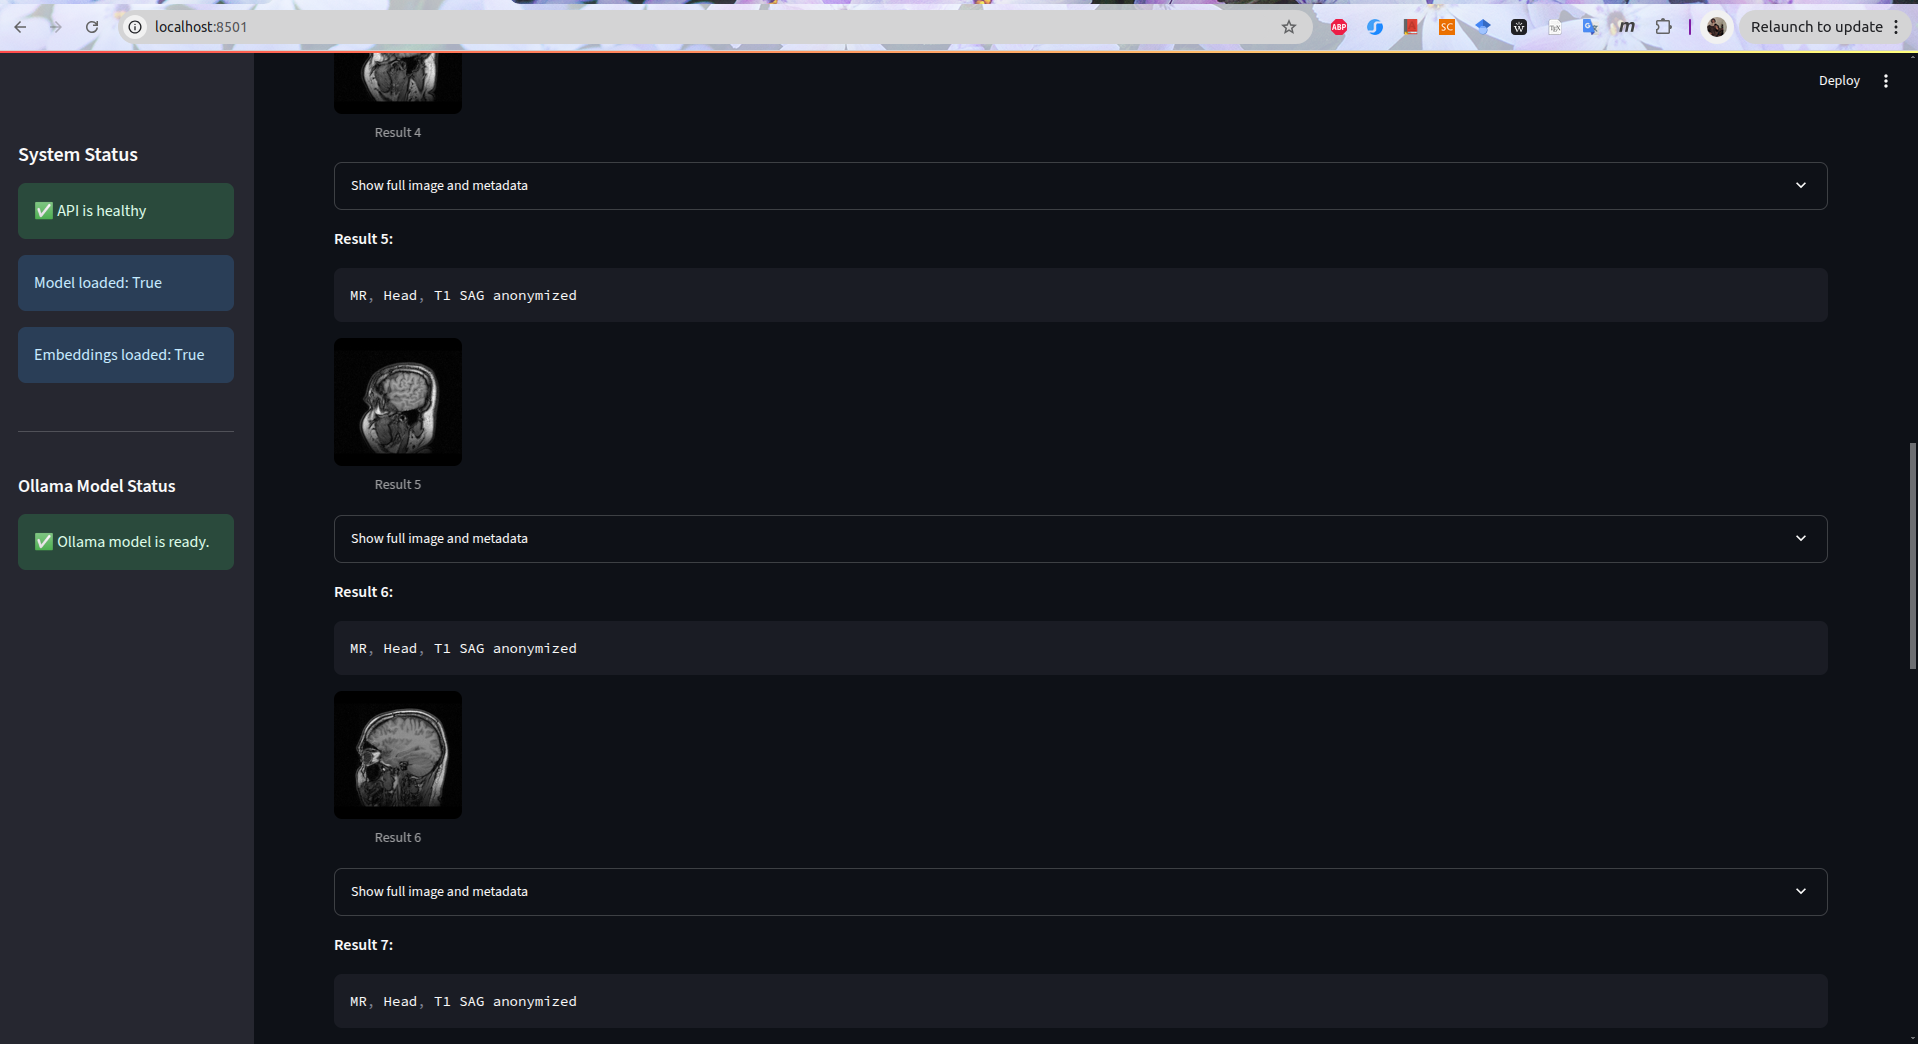 localhost:8501
ABP
SC
W
m
Relaunch to update
Deploy
System Status
✅ API is healthy
Model loaded: True
Embeddings loaded: True
Ollama Model Status
✅ Ollama model is ready.
Result 4
Show full image and metadata
Result 5:
MR, Head, T1 SAG anonymized
Result 5
Show full image and metadata
Result 6:
MR, Head, T1 SAG anonymized
Result 6
Show full image and metadata
Result 7:
MR, Head, T1 SAG anonymized